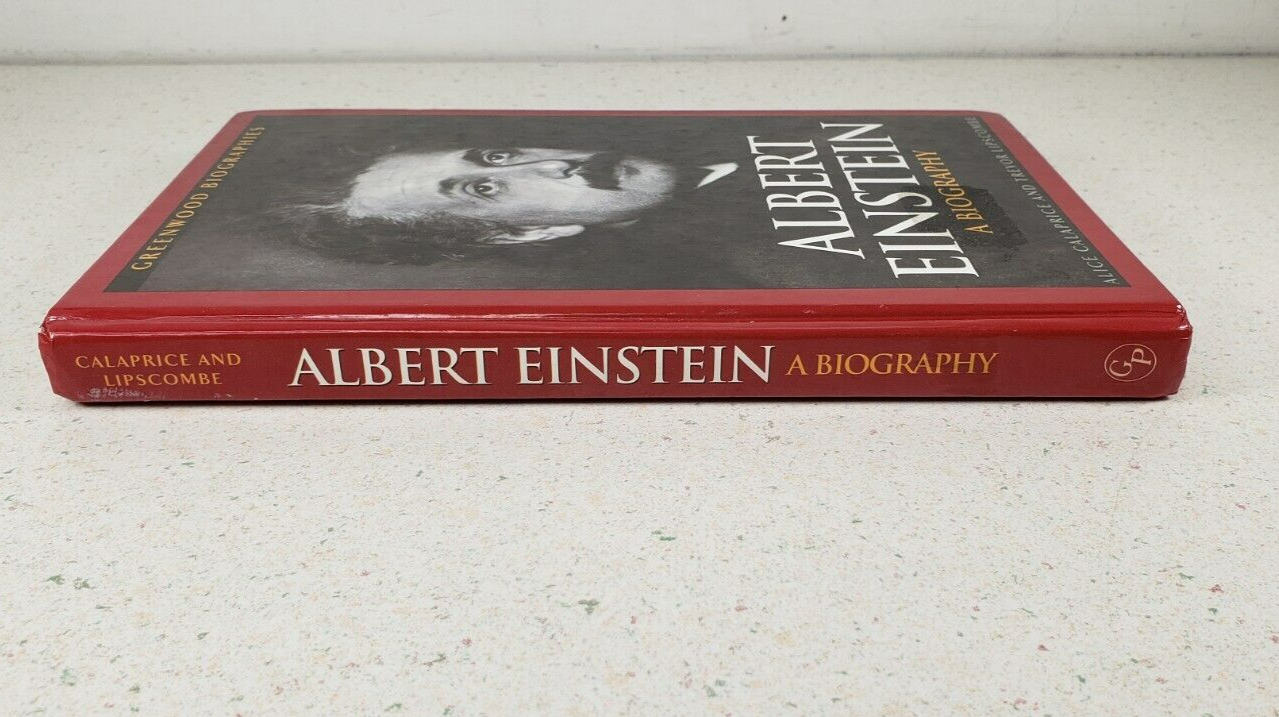 GREENWOOD BIOGRAPHIES
ALBERT
EINSTEIN
A BIOGRAPHY
ALICE CALAPRICE AND TREVOR LIPSCOMBE
CALAPRICE AND
LIPSCOMBE
ALBERT EINSTEIN A BIOGRAPHY
GP